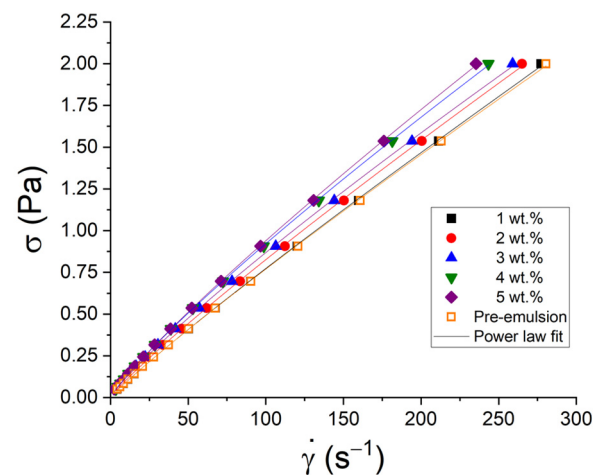 2.25
2.00
1.75
1.50
1.25
1.00
0.75
0.50
0.25
0.00
σ (Pa)
1 wt.%
2 wt.%
3 wt.%
4 wt.%
5 wt.%
Pre-emulsion
Power law fit
0 50 100 150 200 250 300
γ̇ (s⁻¹)